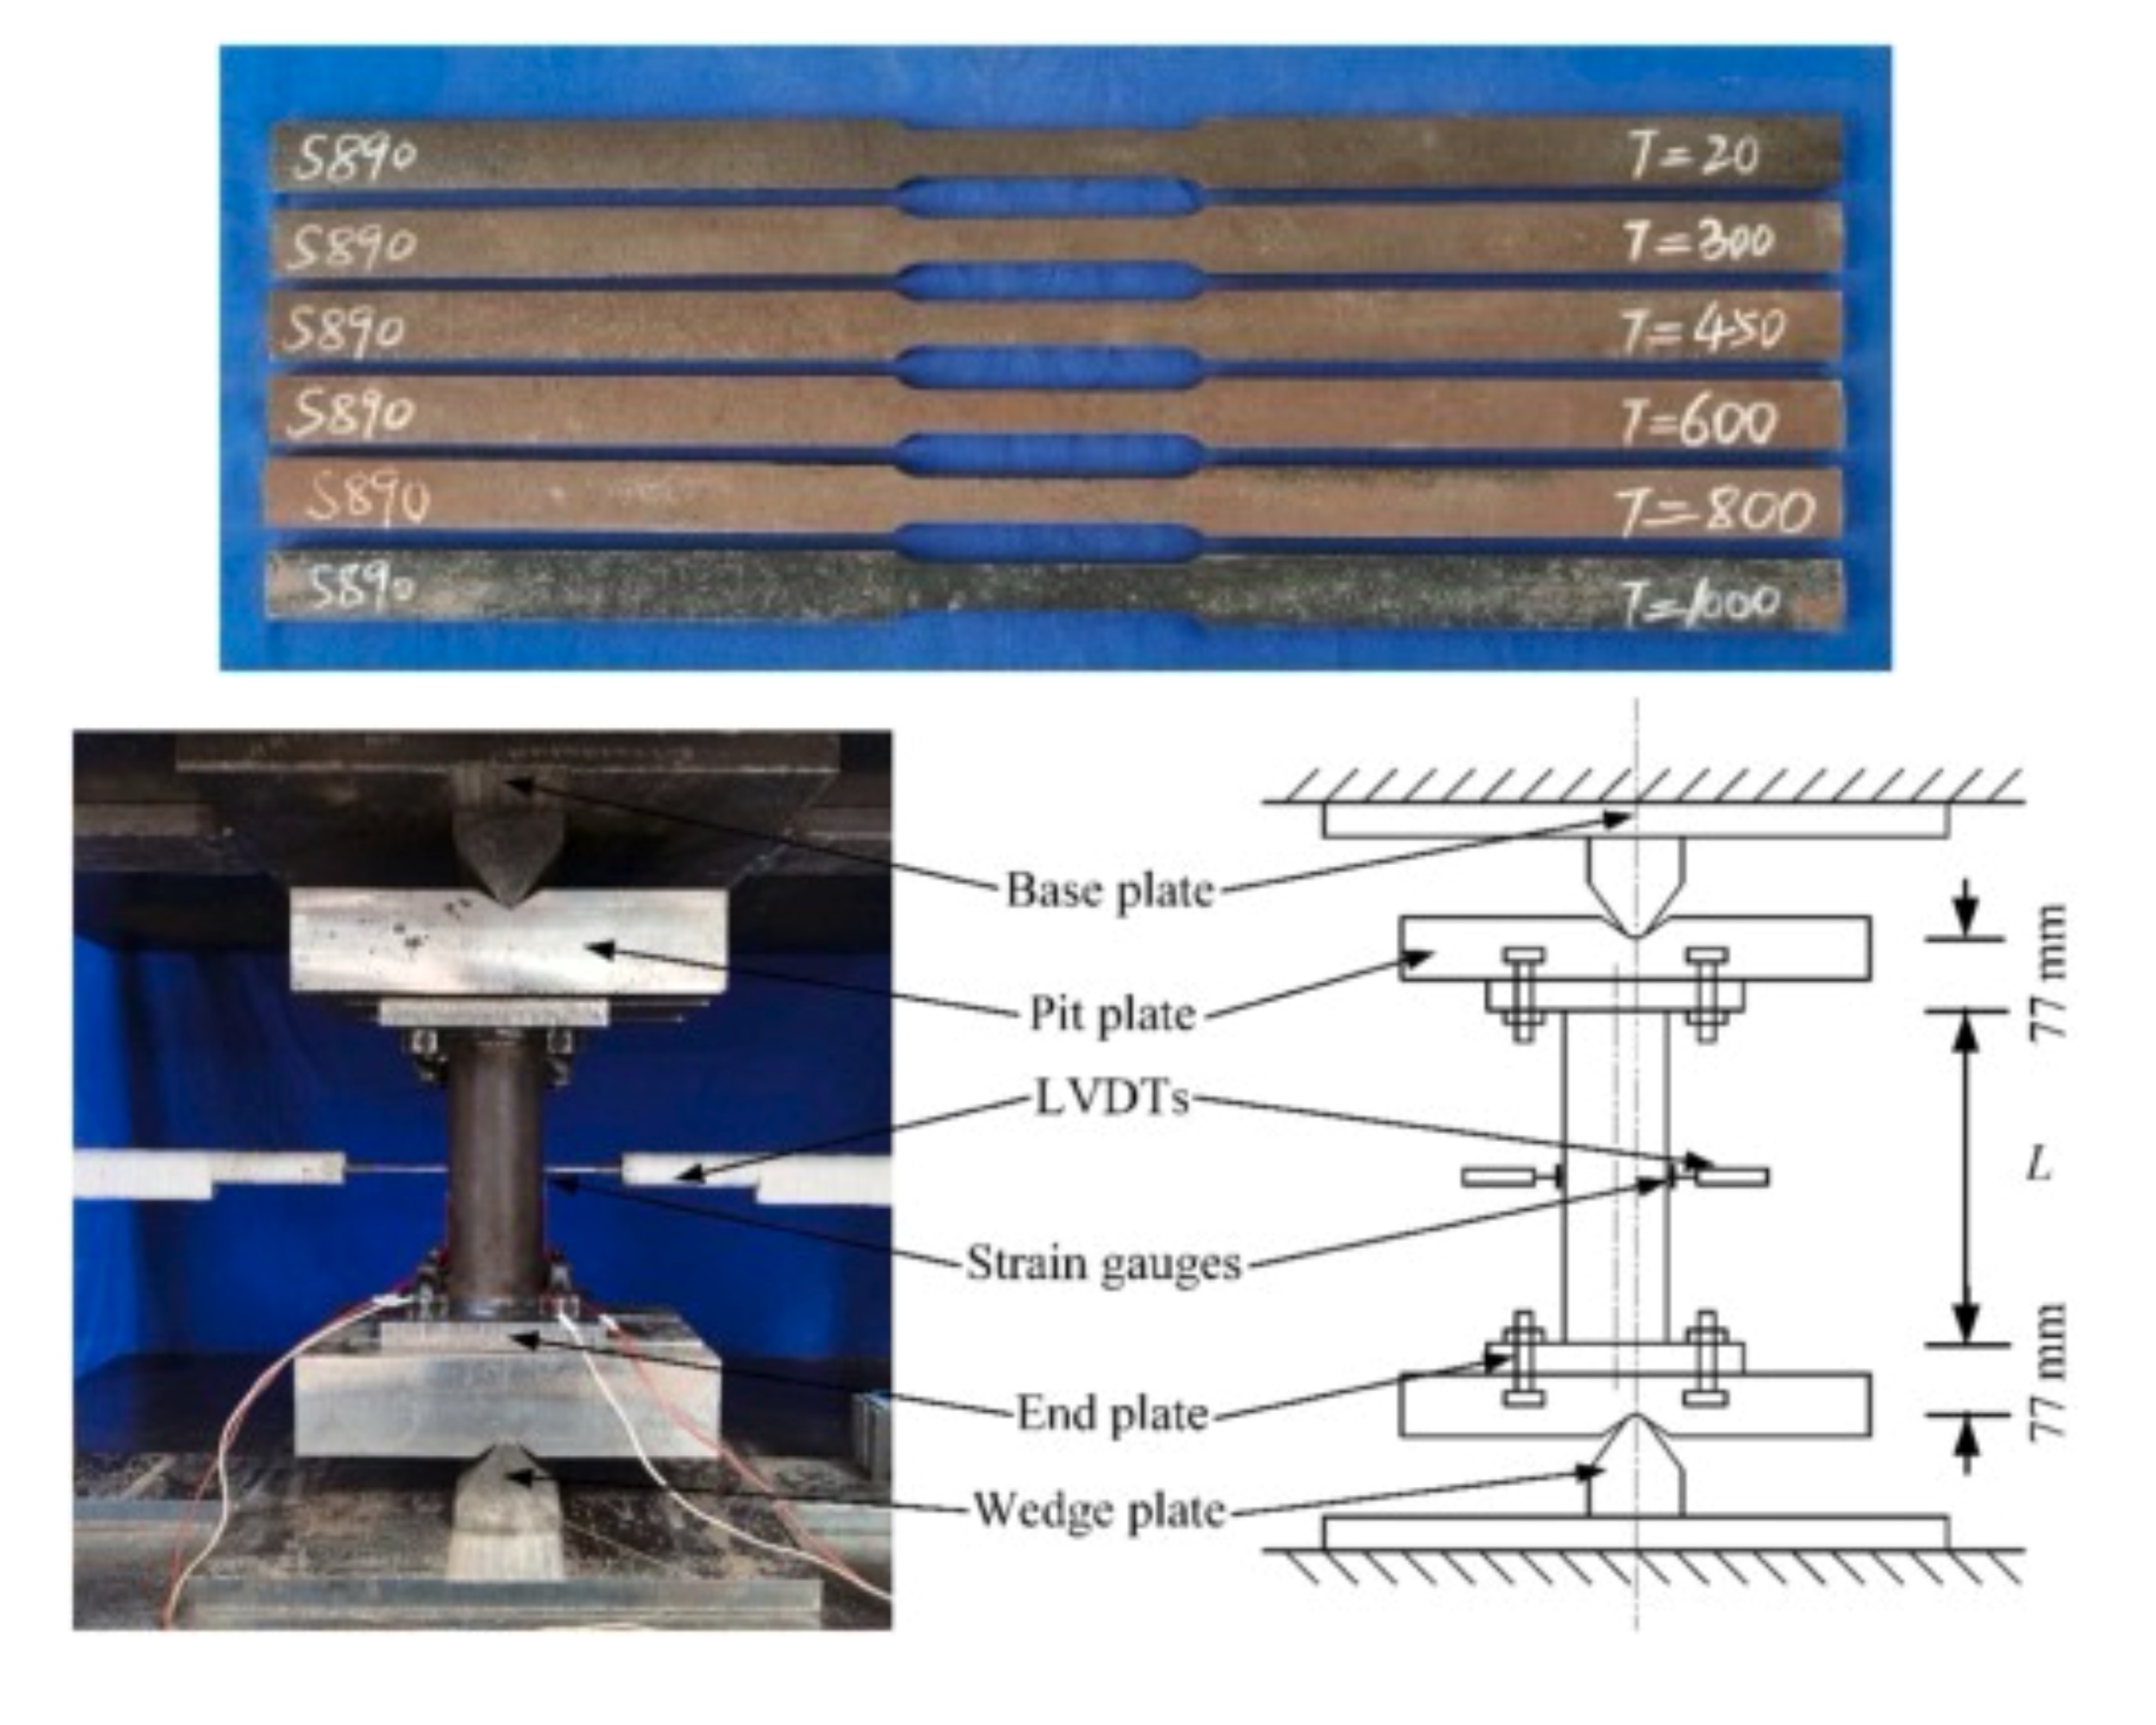 S890 T=20
S890 T=300
S890 T=450
S890 T=600
S890 T=800
S890 T=1000
Base plate
77 mm
Pit plate
LVDTs
L
Strain gauges
End plate
77 mm
Wedge plate